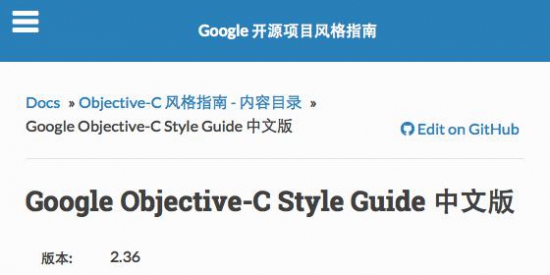 Google 开源项目风格指南
Docs » Objective-C 风格指南 - 内容目录 »
Google Objective-C Style Guide 中文版
Edit on GitHub
Google Objective-C Style Guide 中文版
版本: 2.36